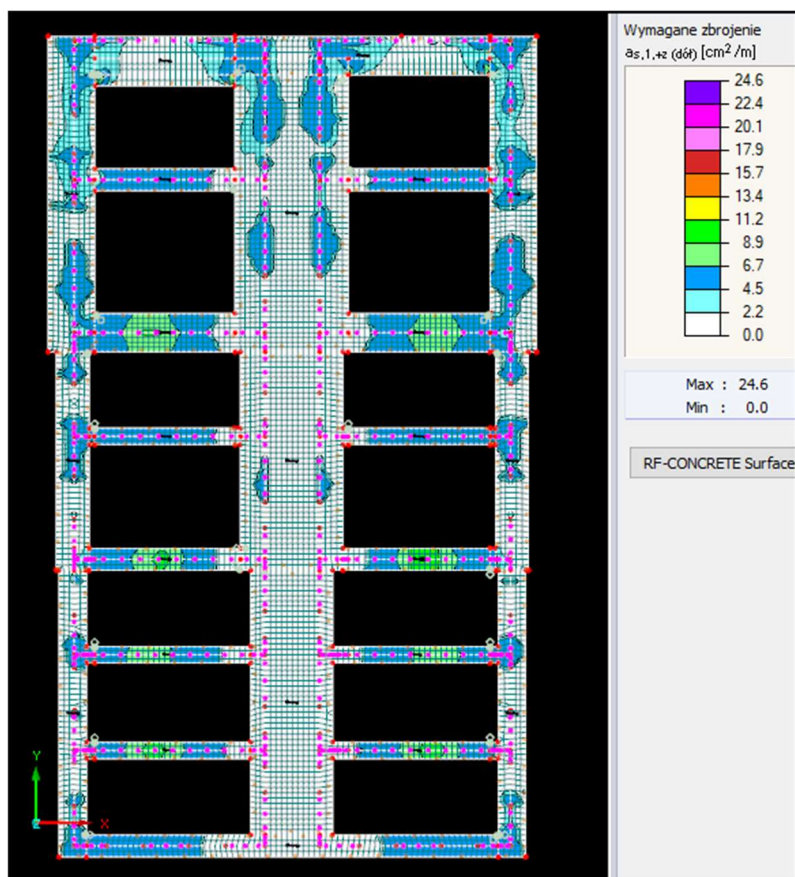 Wymagane zbrojenie
as,1,+z (dół) [cm²/m]
24.6
22.4
20.1
17.9
15.7
13.4
11.2
8.9
6.7
4.5
2.2
0.0
Max : 24.6
Min : 0.0
RF-CONCRETE Surface
Y
Z X